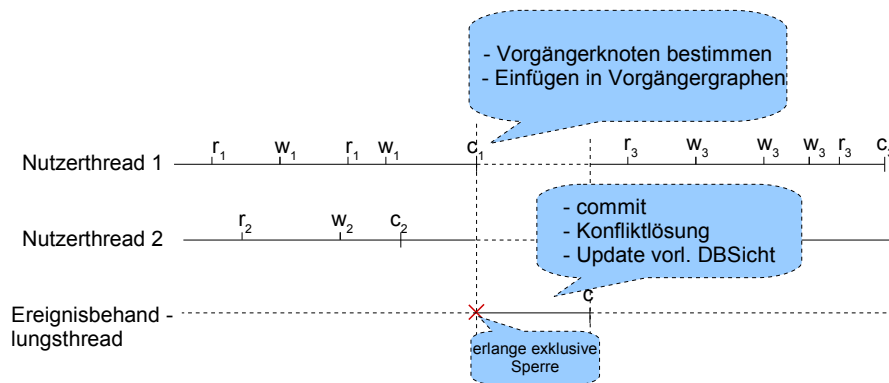 - Vorgängerknoten bestimmen
- Einfügen in Vorgängergraphen
Nutzerthread 1
r1 w1 r1 w1 c1 r3 w3 w3 w3 r3 c
Nutzerthread 2
r2 w2 c2
- commit
- Konfliktlösung
- Update vorl. DBSicht
Ereignisbehand -
lungsthread
c
erlange exklusive
Sperre